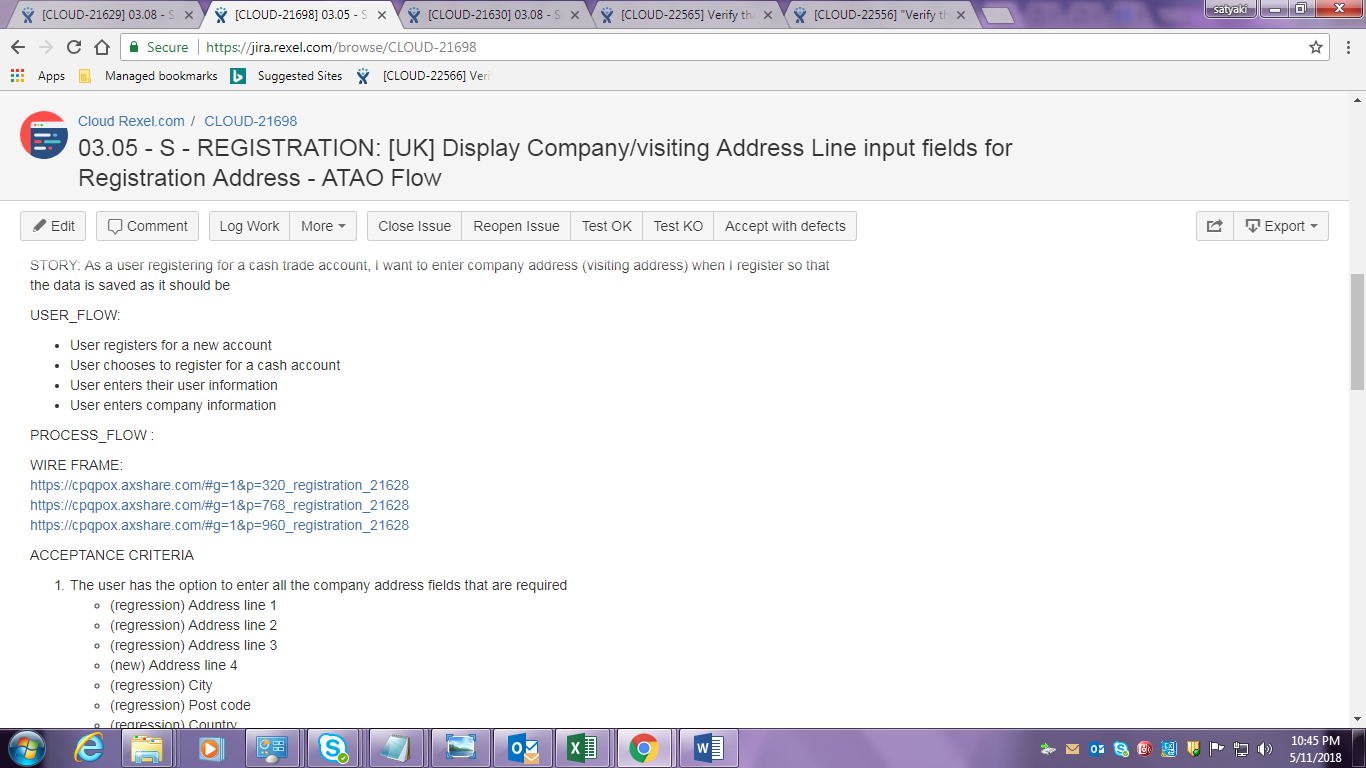 [CLOUD-21629] 03.08 - S
[CLOUD-21698] 03.05 - S
[CLOUD-21630] 03.08 - S
[CLOUD-22565] Verify th
[CLOUD-22556] "Verify th
satyaki
Secure
https://jira.rexel.com/browse/CLOUD-21698
Apps
Managed bookmarks
Suggested Sites
[CLOUD-22566] Veri
Cloud Rexel.com / CLOUD-21698
03.05 - S - REGISTRATION: [UK] Display Company/visiting Address Line input fields for
Registration Address - ATAO Flow
Edit
Comment
Log Work
More
Close Issue
Reopen Issue
Test OK
Test KO
Accept with defects
Export
STORY: As a user registering for a cash trade account, I want to enter company address (visiting address) when I register so that
the data is saved as it should be
USER_FLOW:
• User registers for a new account
• User chooses to register for a cash account
• User enters their user information
• User enters company information
PROCESS_FLOW :
WIRE FRAME:
https://cpqpox.axshare.com/#g=1&p=320_registration_21628
https://cpqpox.axshare.com/#g=1&p=768_registration_21628
https://cpqpox.axshare.com/#g=1&p=960_registration_21628
ACCEPTANCE CRITERIA
1. The user has the option to enter all the company address fields that are required
(regression) Address line 1
(regression) Address line 2
(regression) Address line 3
(new) Address line 4
(regression) City
(regression) Post code
(regression) Country
10:45 PM
5/11/2018